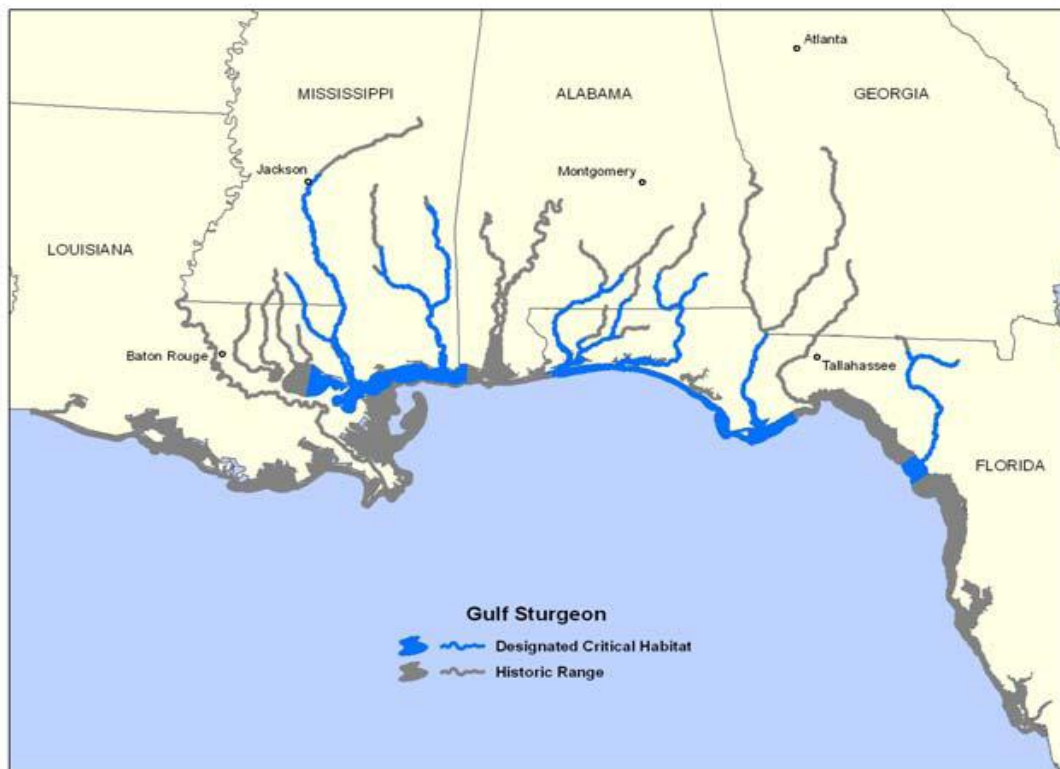 Atlanta
MISSISSIPPI
ALABAMA
GEORGIA
Jackson
Montgomery
LOUISIANA
Baton Rouge
Tallahassee
FLORIDA
Gulf Sturgeon
Designated Critical Habitat
Historic Range